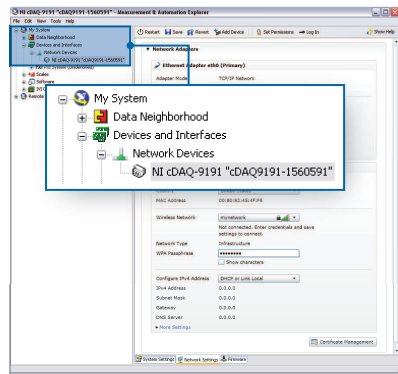 NI cDAQ-9191 "cDAQ9191-1560591" - Measurement & Automation Explorer
File Edit View Tools Help
My System
Data Neighborhood
Devices and Interfaces
Network Devices
NI cDAQ-9191 "cDAQ9191-1560591"
Scales
Software
Remote
Restart Save Revert Add Device Set Permissions Log In Show Help
Network Adapters
Ethernet Adapter eth0 (Primary)
Adapter Mode TCP/IP Network
My System
Data Neighborhood
Devices and Interfaces
Network Devices
NI cDAQ-9191 "cDAQ9191-1560591"
MAC Address
Wireless Network mynetwork
Not connected. Enter credentials and save
settings to connect.
Network Type Infrastructure
WPA Passphrase ••••••••
Show characters
Configure IPv4 Address DHCP or Link Local
IPv4 Address 0.0.0.0
Subnet Mask 0.0.0.0
Gateway 0.0.0.0
DNS Server 0.0.0.0
More Settings
Certificate Management
System Settings Network Settings Firmware